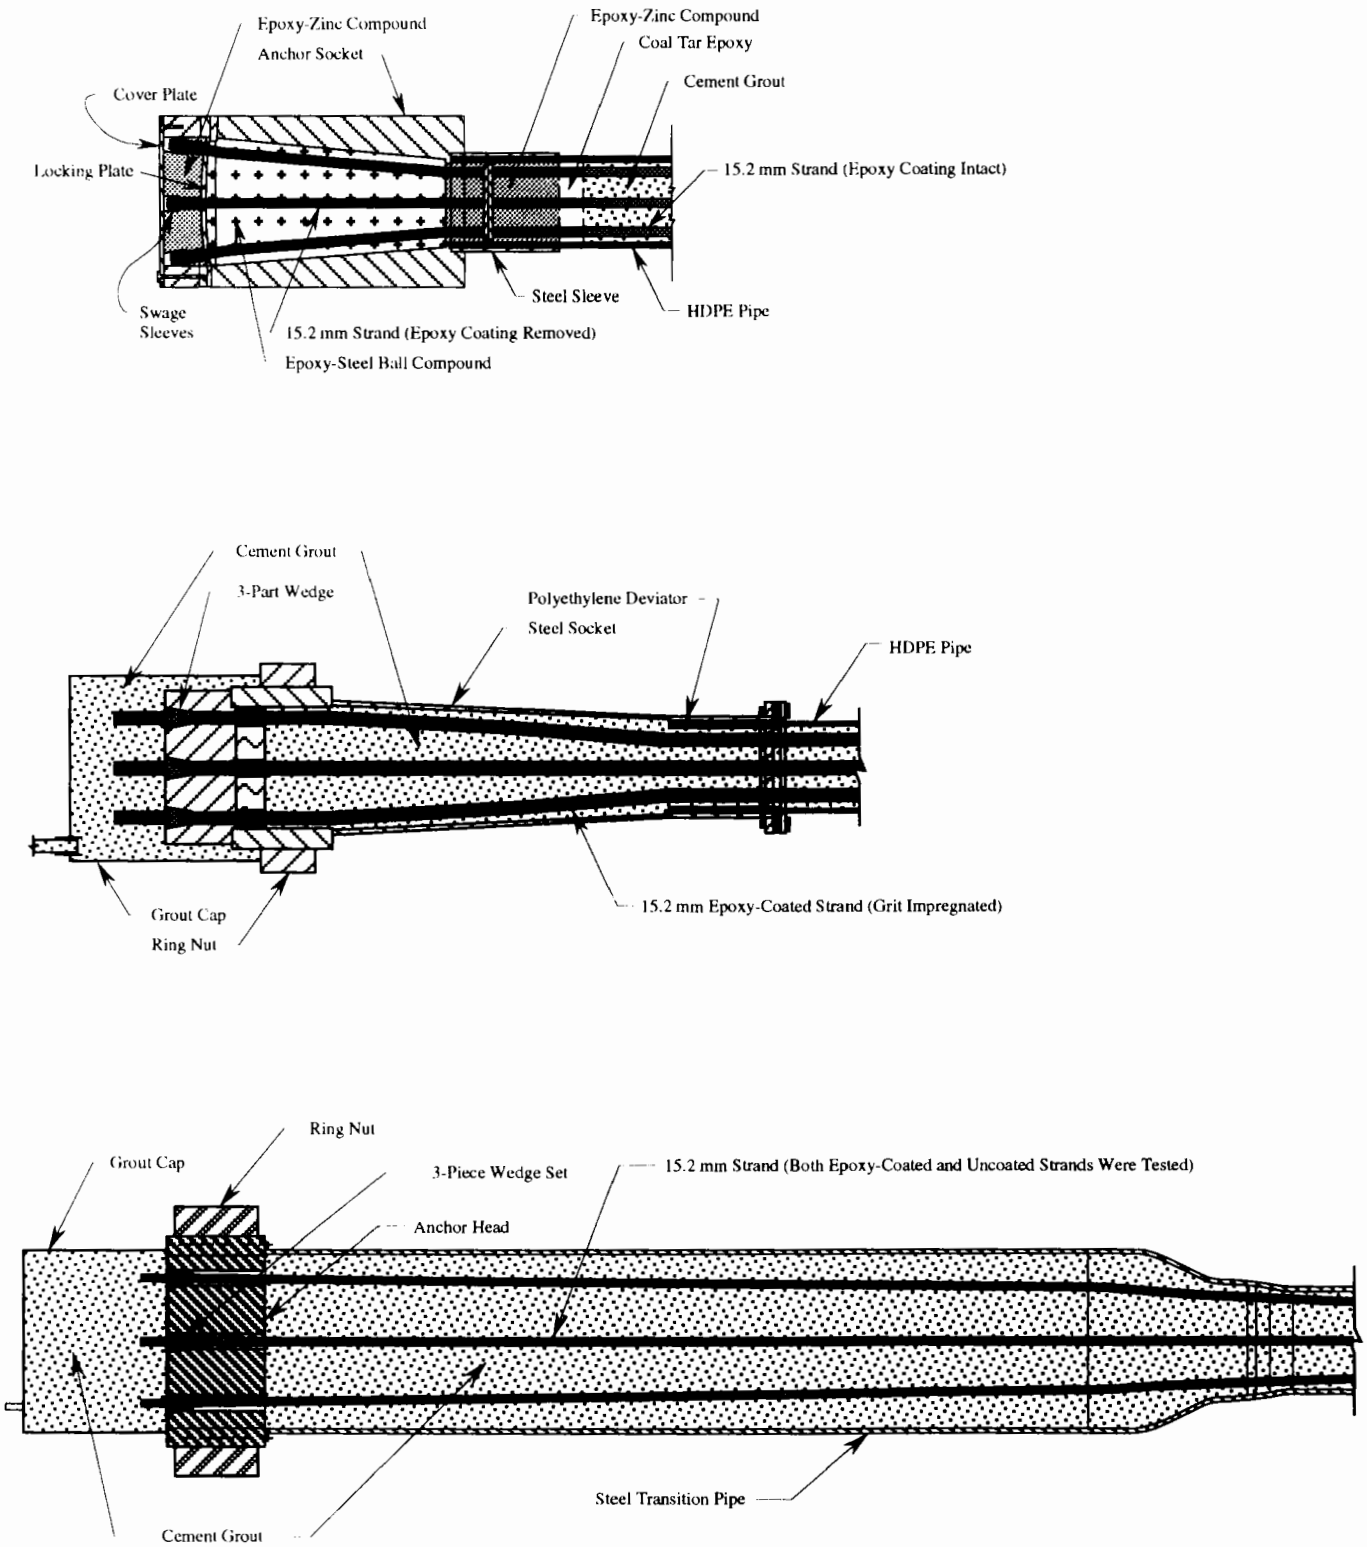 Epoxy-Zinc Compound
Anchor Socket
Epoxy-Zinc Compound
Coal Tar Epoxy
Cement Grout
Cover Plate
Locking Plate
15.2 mm Strand (Epoxy Coating Intact)
Steel Sleeve
HDPE Pipe
Swage
Sleeves
15.2 mm Strand (Epoxy Coating Removed)
Epoxy-Steel Ball Compound
Cement Grout
3-Part Wedge
Polyethylene Deviator
Steel Socket
HDPE Pipe
15.2 mm Epoxy-Coated Strand (Grit Impregnated)
Grout Cap
Ring Nut
Ring Nut
Grout Cap
3-Piece Wedge Set
15.2 mm Strand (Both Epoxy-Coated and Uncoated Strands Were Tested)
Anchor Head
Steel Transition Pipe
Cement Grout